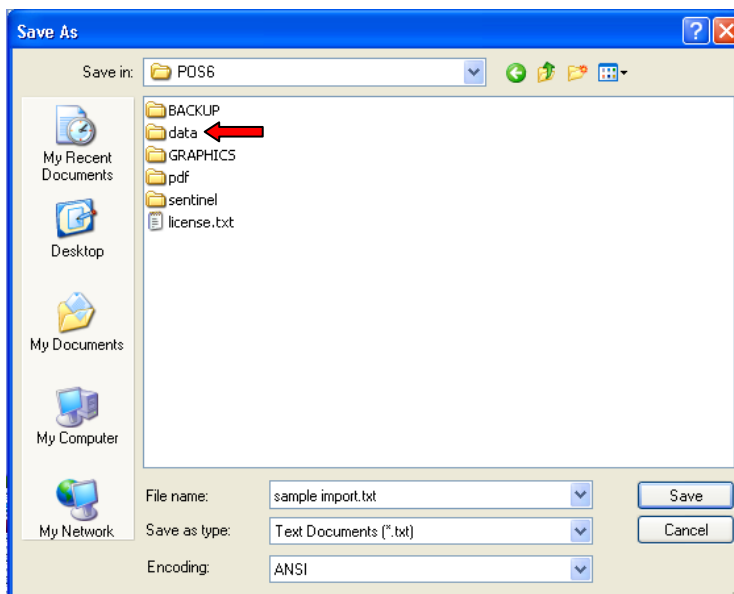 Save As
Save in: POS6
BACKUP
data
GRAPHICS
pdf
sentinel
license.txt
My Recent
Documents
Desktop
My Documents
My Computer
My Network
File name: sample import.txt Save
Save as type: Text Documents (*.txt) Cancel
Encoding: ANSI